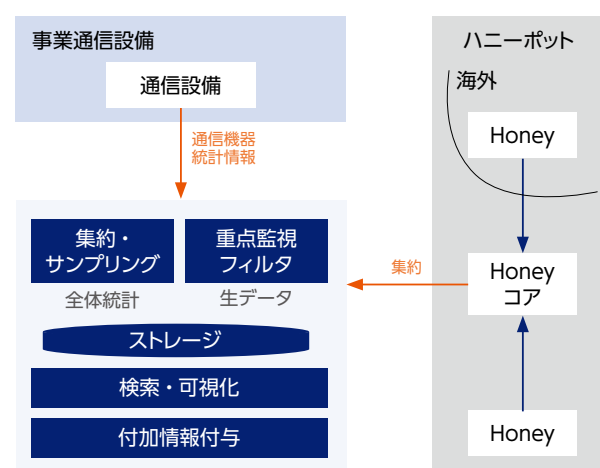 事業通信設備
通信設備
通信機器
統計情報
集約・
サンプリング
重点監視
フィルタ
全体統計
生データ
ストレージ
検索・可視化
付加情報付与
集約
ハニーポット
海外
Honey
Honey
コア
Honey